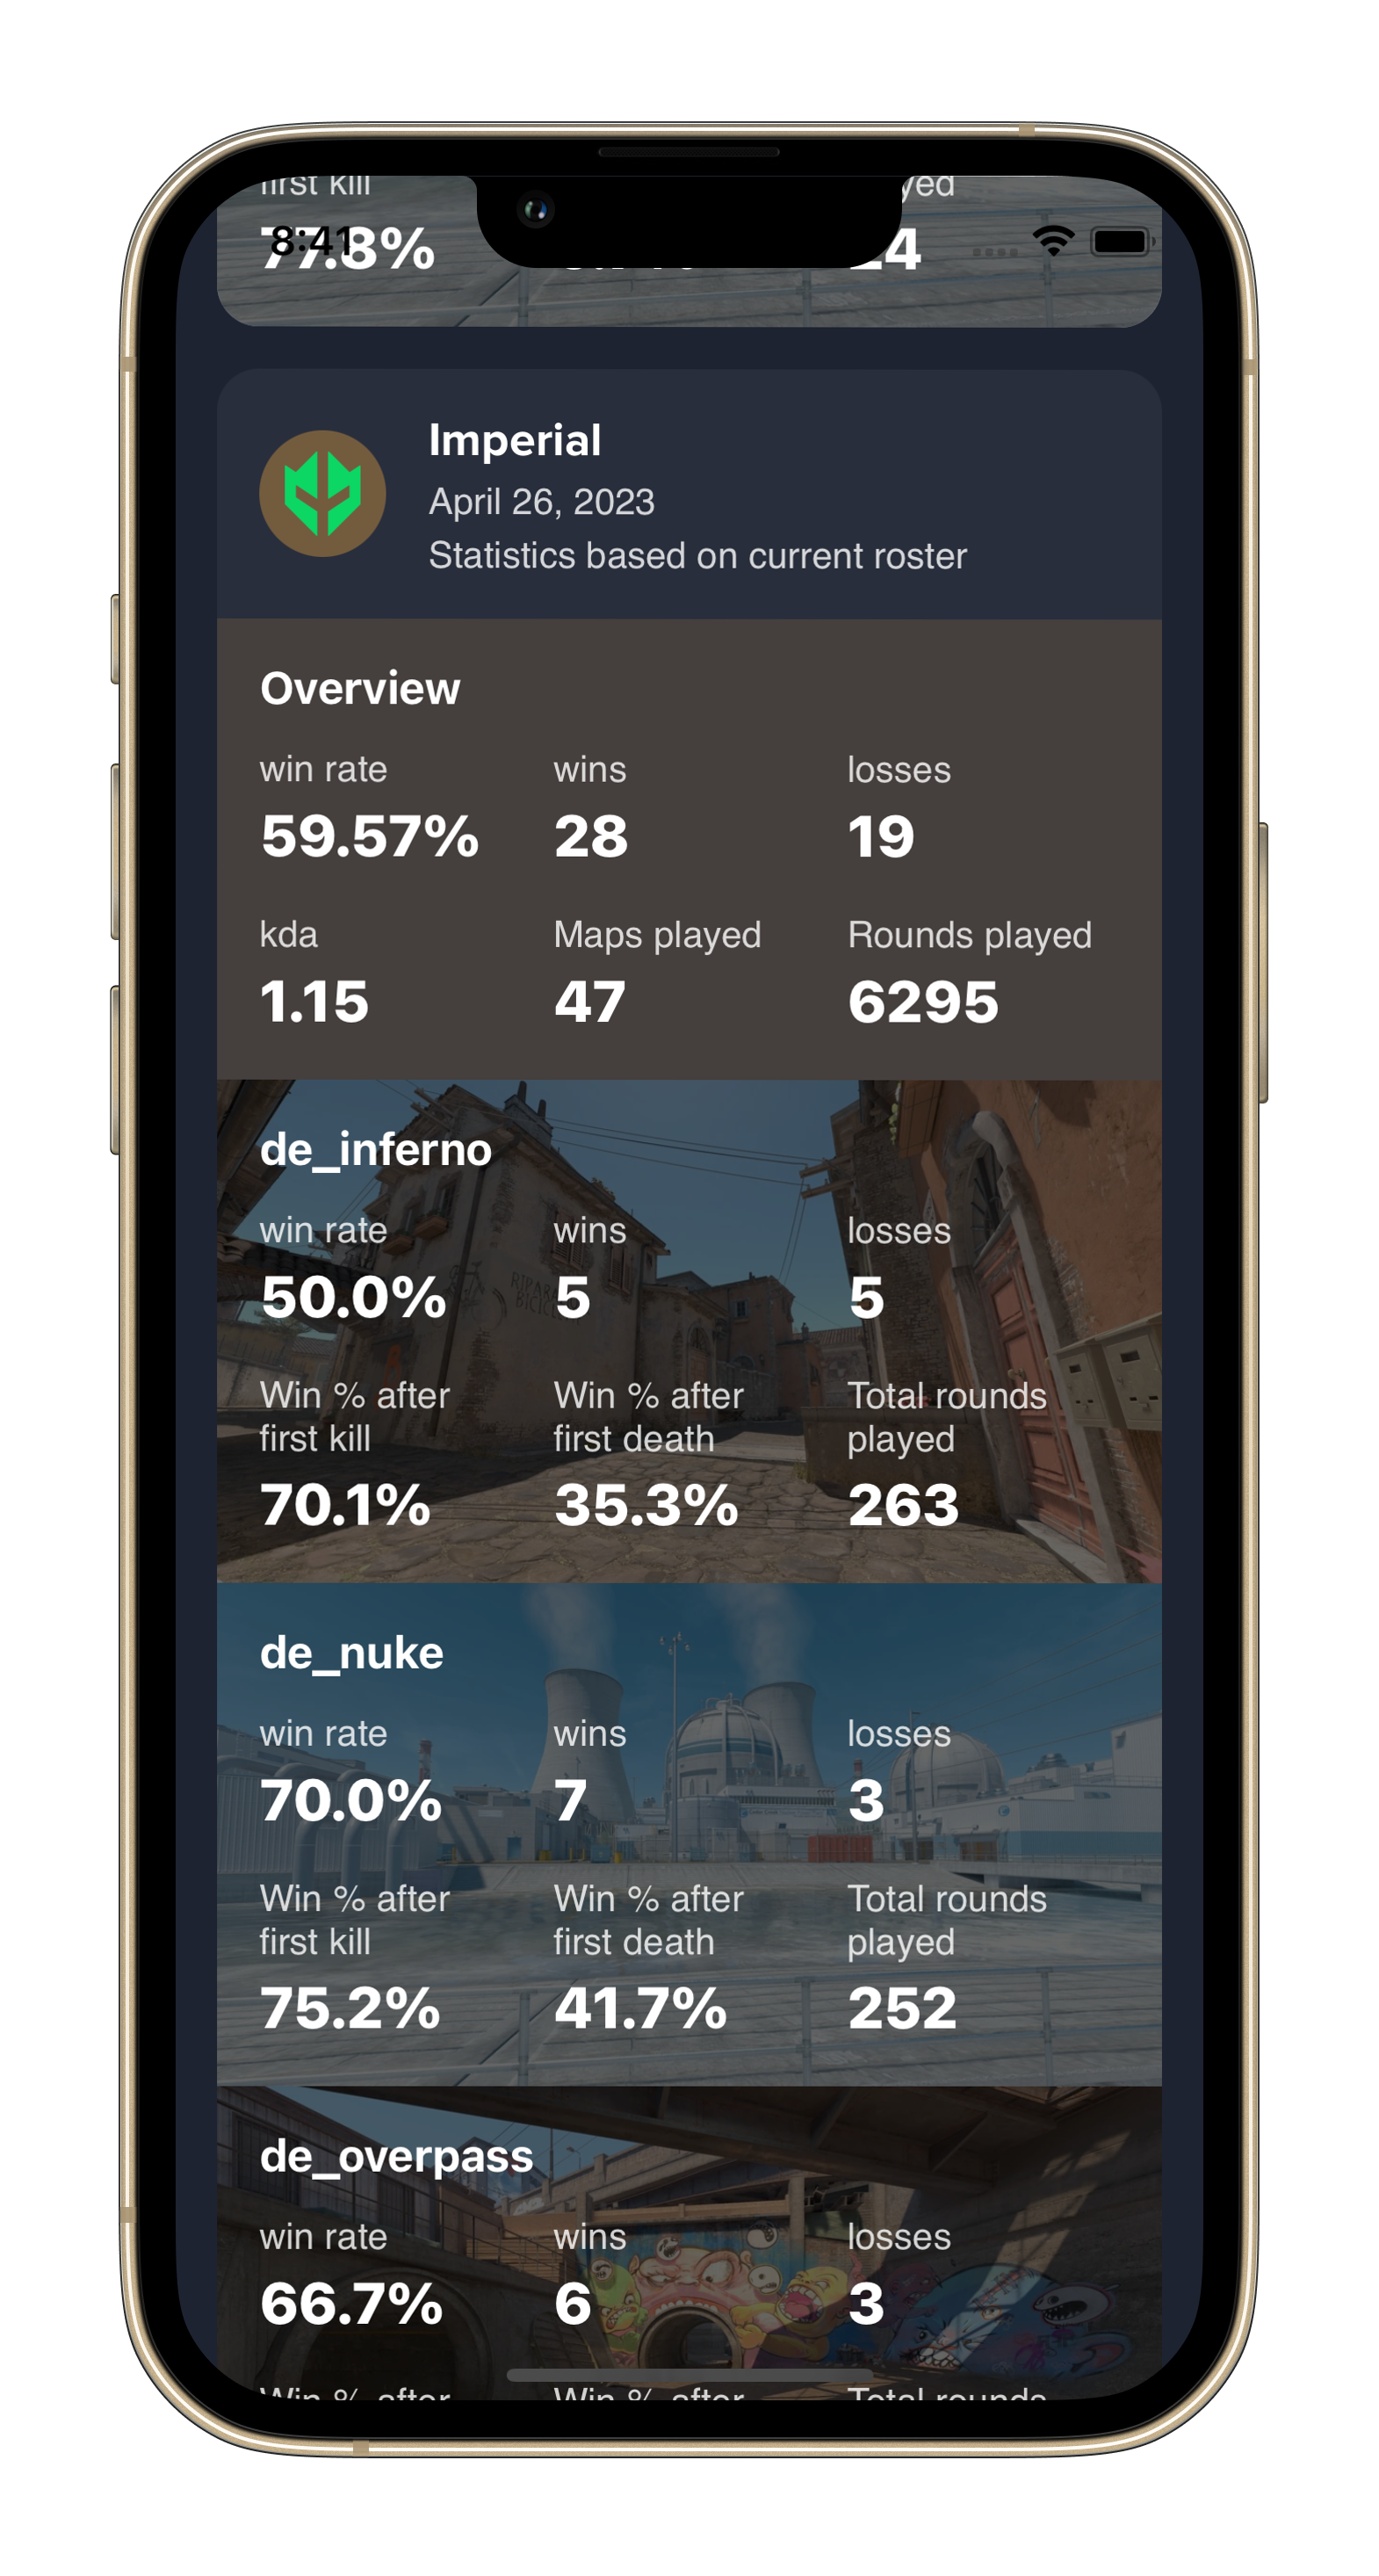 first kill
yed
8:41
77.8%
4
Imperial
April 26, 2023
Statistics based on current roster
Overview
win rate wins losses
59.57% 28 19
kda Maps played Rounds played
1.15 47 6295
de_inferno
win rate wins losses
50.0% 5 5
Win % after Win % after Total rounds
first kill first death played
70.1% 35.3% 263
de_nuke
win rate wins losses
70.0% 7 3
Win % after Win % after Total rounds
first kill first death played
75.2% 41.7% 252
de_overpass
win rate wins losses
66.7% 6 3
Win % after Win % after Total rounds